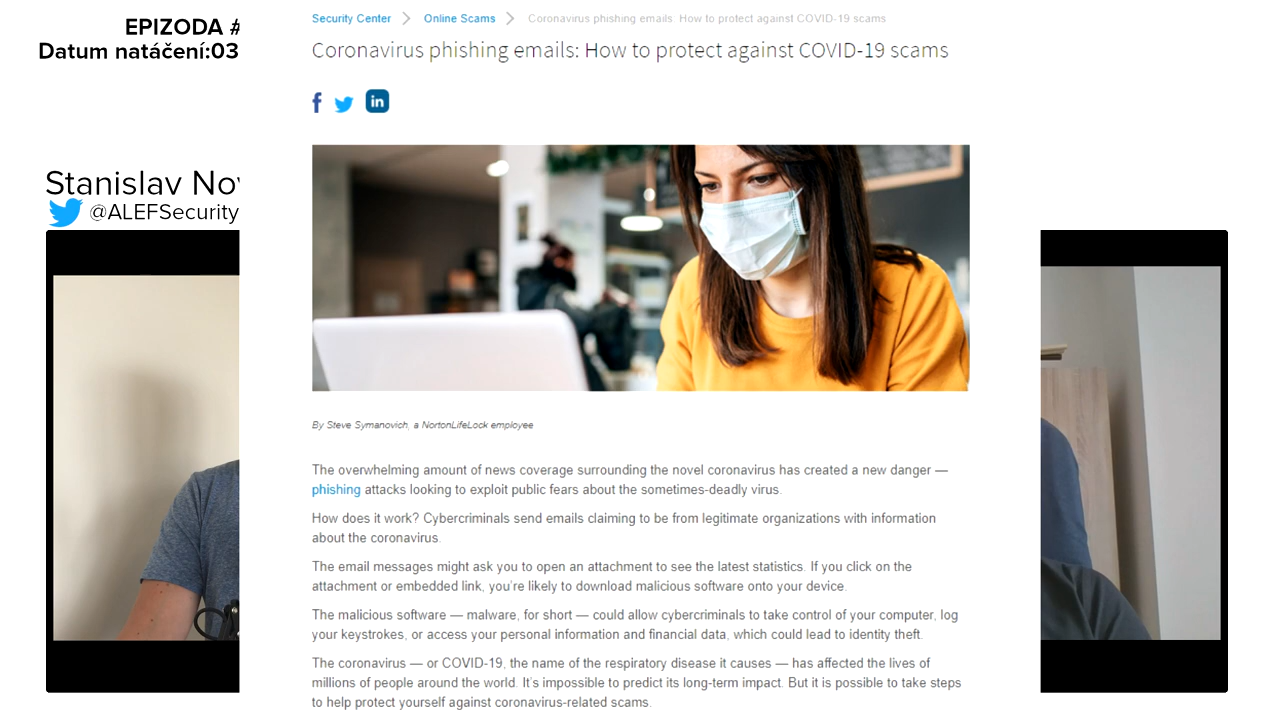 EPIZODA #
Datum natáčení:03
Stanislav
@ALEFSecurity
Security Center
Online Scams
Coronavirus phishing emails: How to protect against COVID-19 scams
Coronavirus phishing emails: How to protect against COVID-19 scams
f
in
By Steve Symanovich, a NortonLifeLock employee
The overwhelming amount of news coverage surrounding the novel coronavirus has created a new danger —
phishing attacks looking to exploit public fears about the sometimes-deadly virus.
How does it work? Cybercriminals send emails claiming to be from legitimate organizations with information
about the coronavirus.
The email messages might ask you to open an attachment to see the latest statistics. If you click on the
attachment or embedded link, you're likely to download malicious software onto your device.
The malicious software — malware, for short — could allow cybercriminals to take control of your computer, log
your keystrokes, or access your personal information and financial data, which could lead to identity theft.
The coronavirus — or COVID-19, the name of the respiratory disease it causes — has affected the lives of
millions of people around the world. It's impossible to predict its long-term impact. But it is possible to take steps
to help protect yourself against coronavirus-related scams.